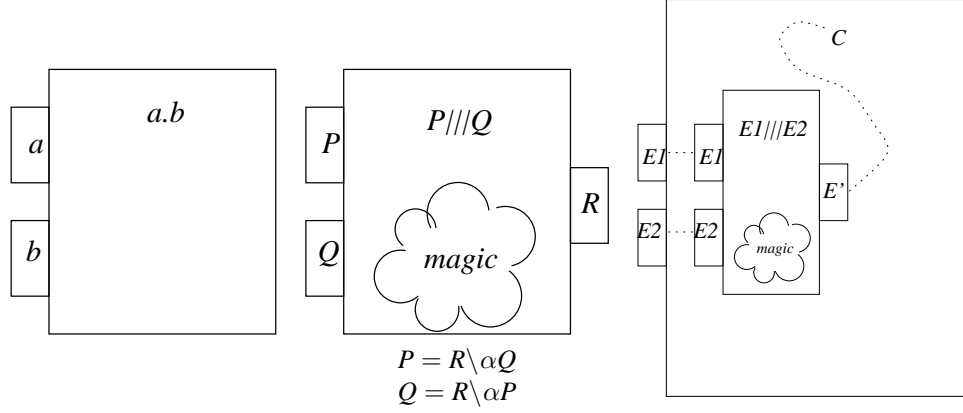 a.b
a
b
P///Q
P
Q
R
magic
P = R\αQ
Q = R\αP
C
E1///E2
E1
E1
E2
E2
E'
magic